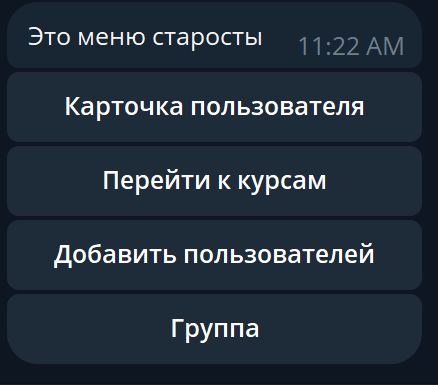 Это меню старосты
11:22 AM
Карточка пользователя
Перейти к курсам
Добавить пользователей
Группа